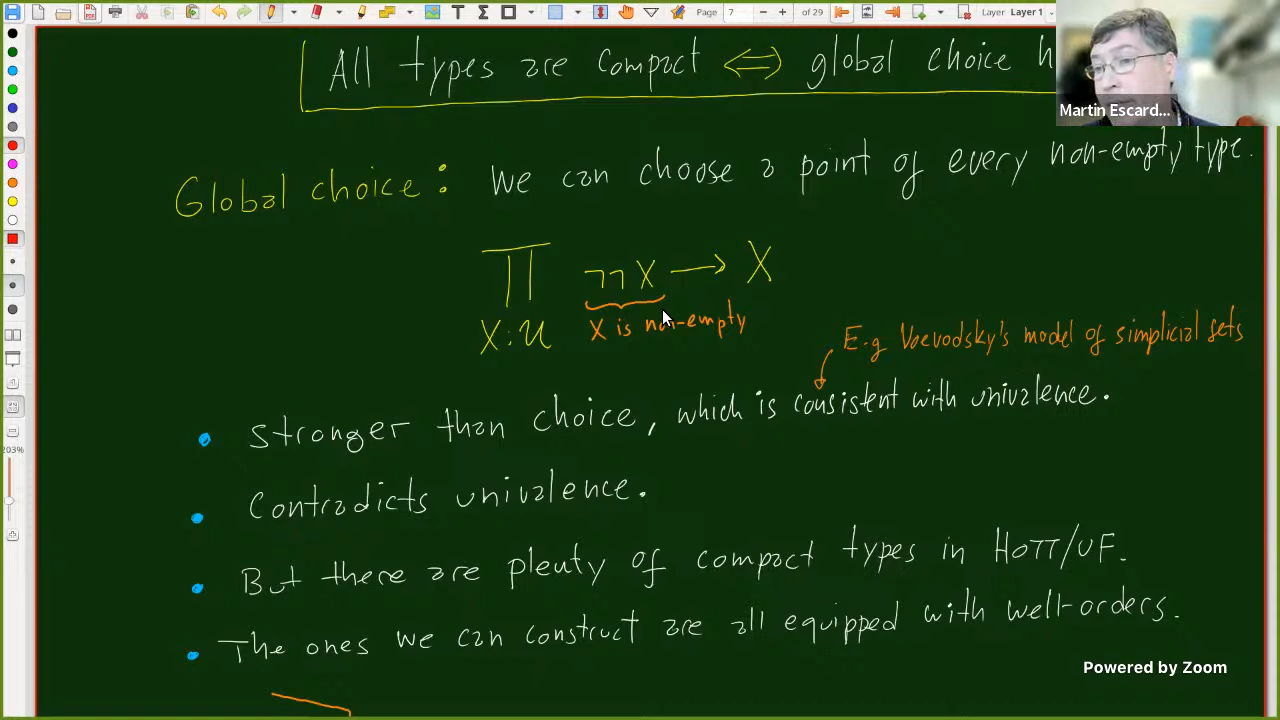 Page 7 of 29 Layer Layer 1
All types are compact ⟺ global choice h
Martin Escard...
Global choice: We can choose a point of every non-empty type.
∏ ¬¬X → X
X:𝒰 X is non-empty
E.g Voevodsky's model of simplicial sets
• Stronger than choice, which is consistent with univalence.
• Contradicts univalence.
• But there are plenty of compact types in HoTT/UF.
• The ones we can construct are all equipped with well-orders.
203%
Powered by Zoom